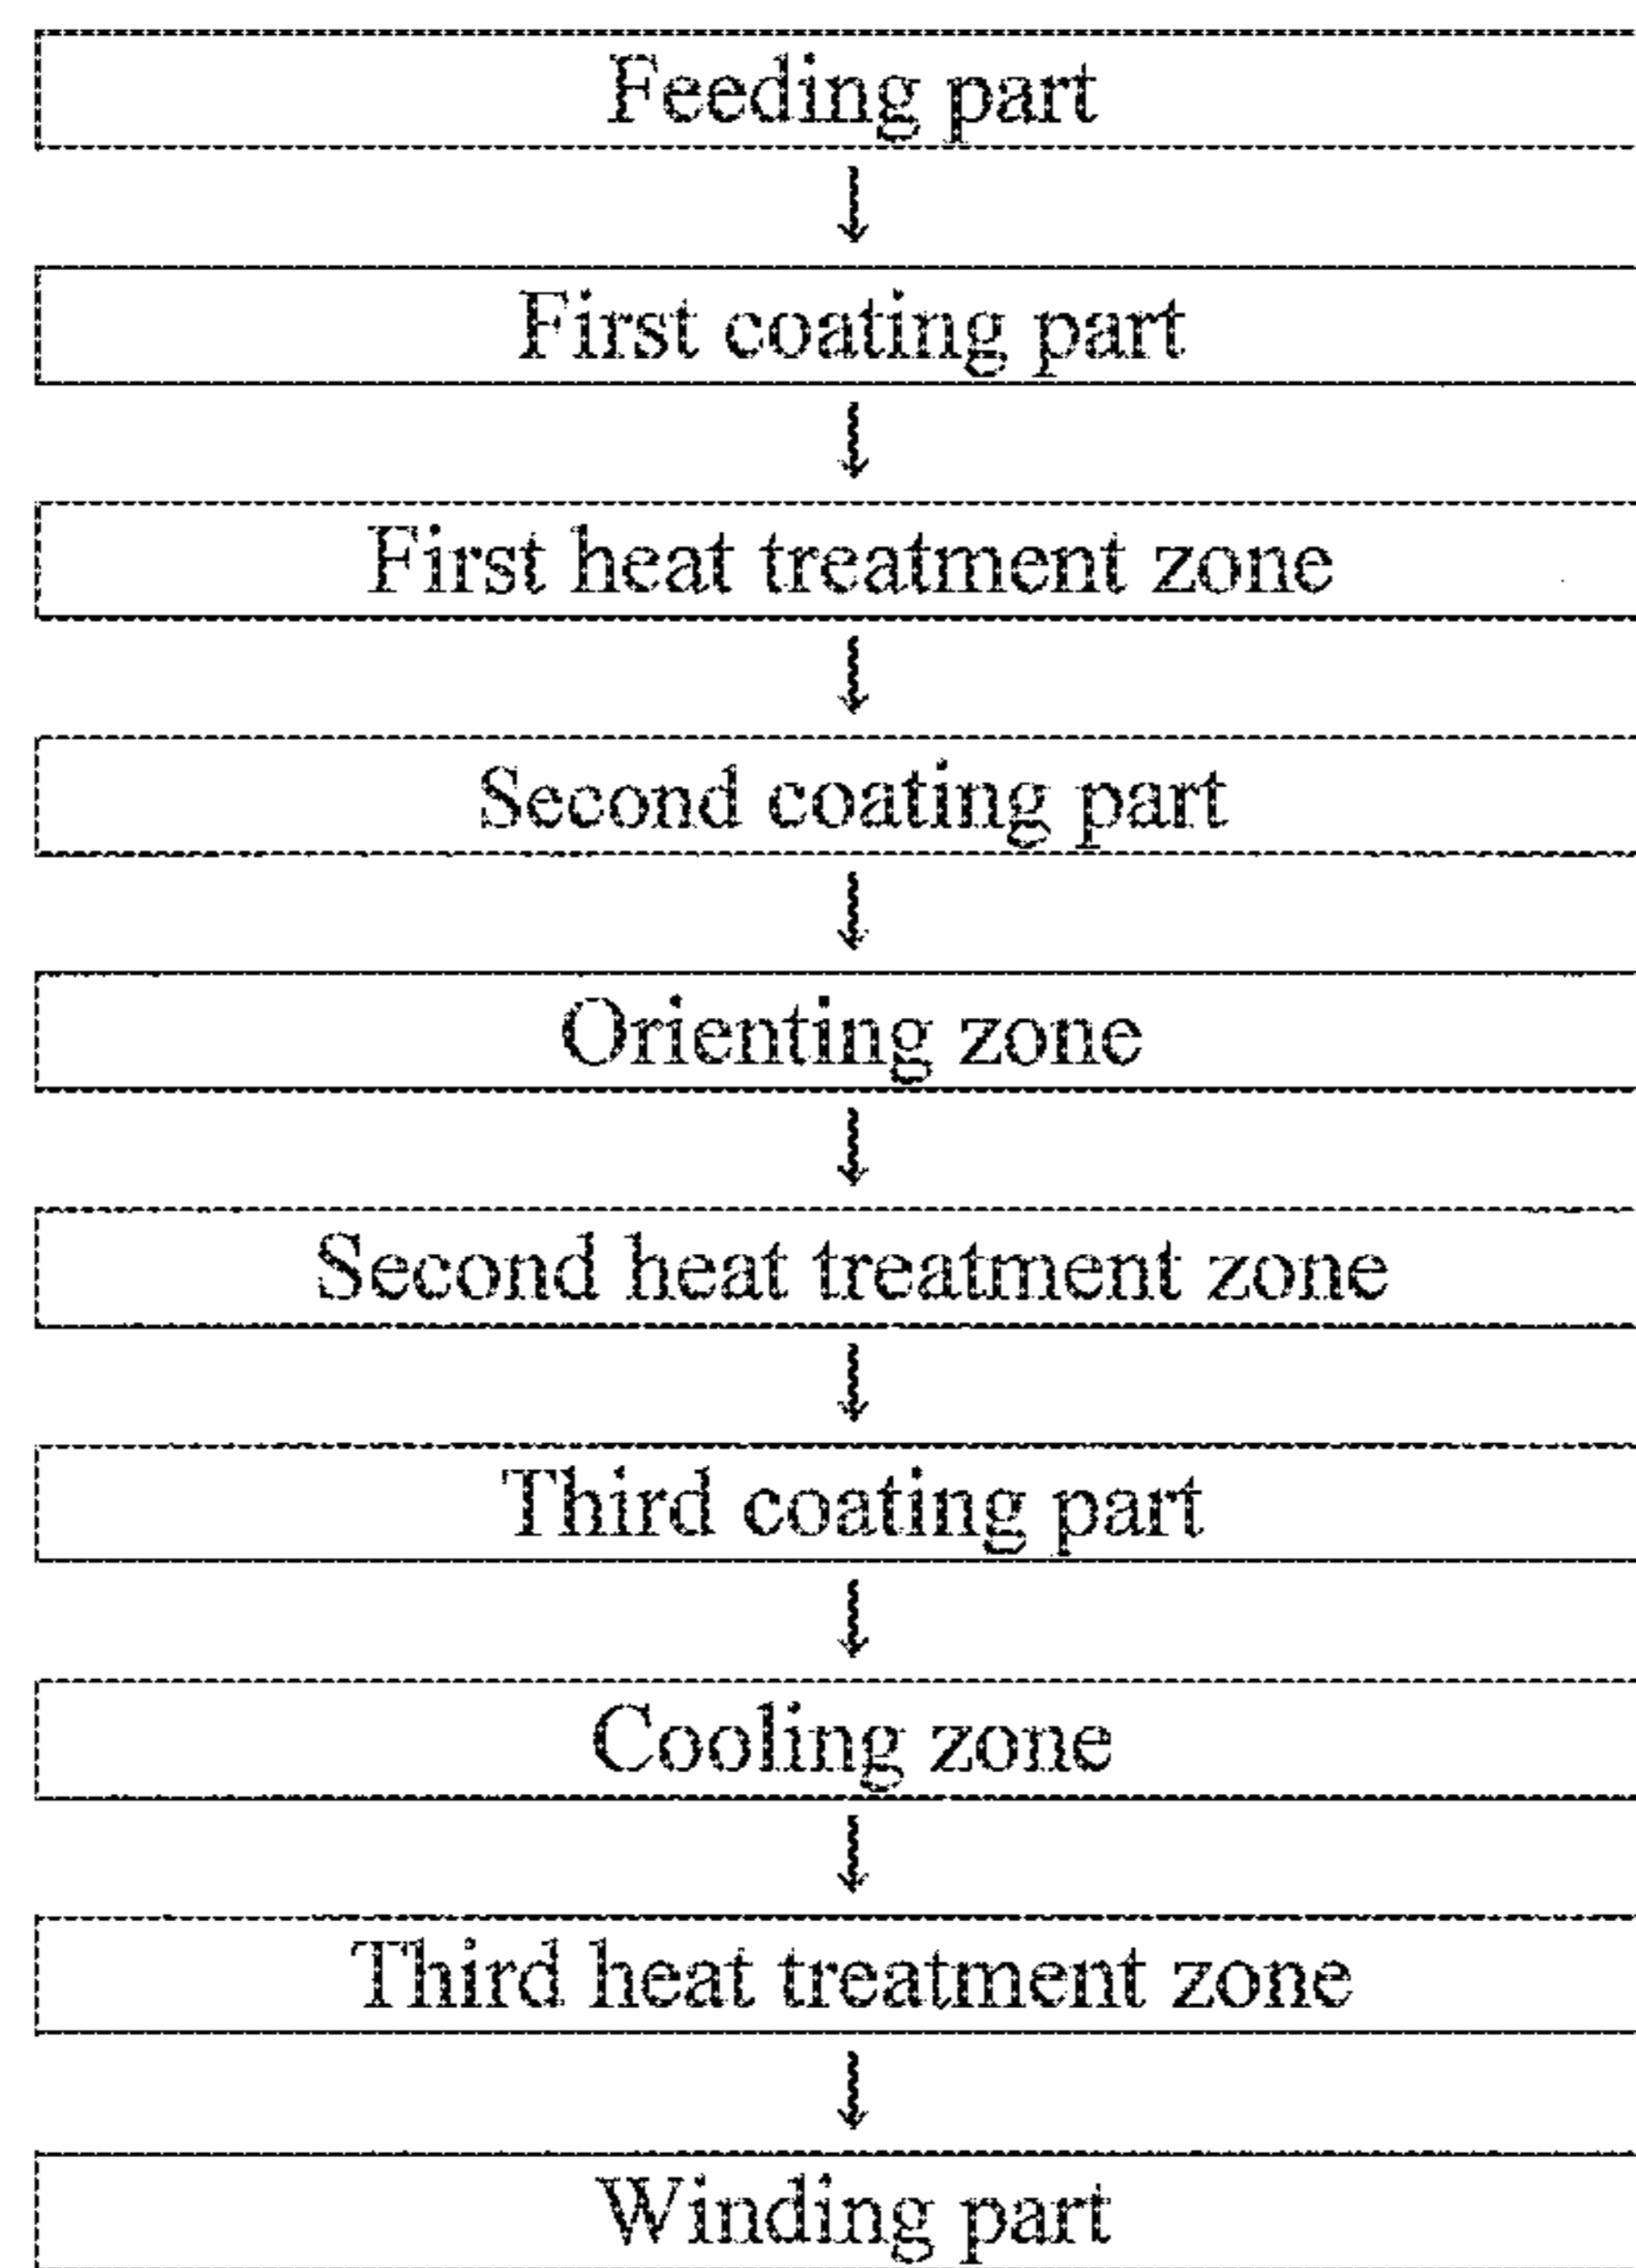 Feeding part
First coating part
First heat treatment zone
Second coating part
Orienting zone
Second heat treatment zone
Third coating part
Cooling zone
Third heat treatment zone
Winding part